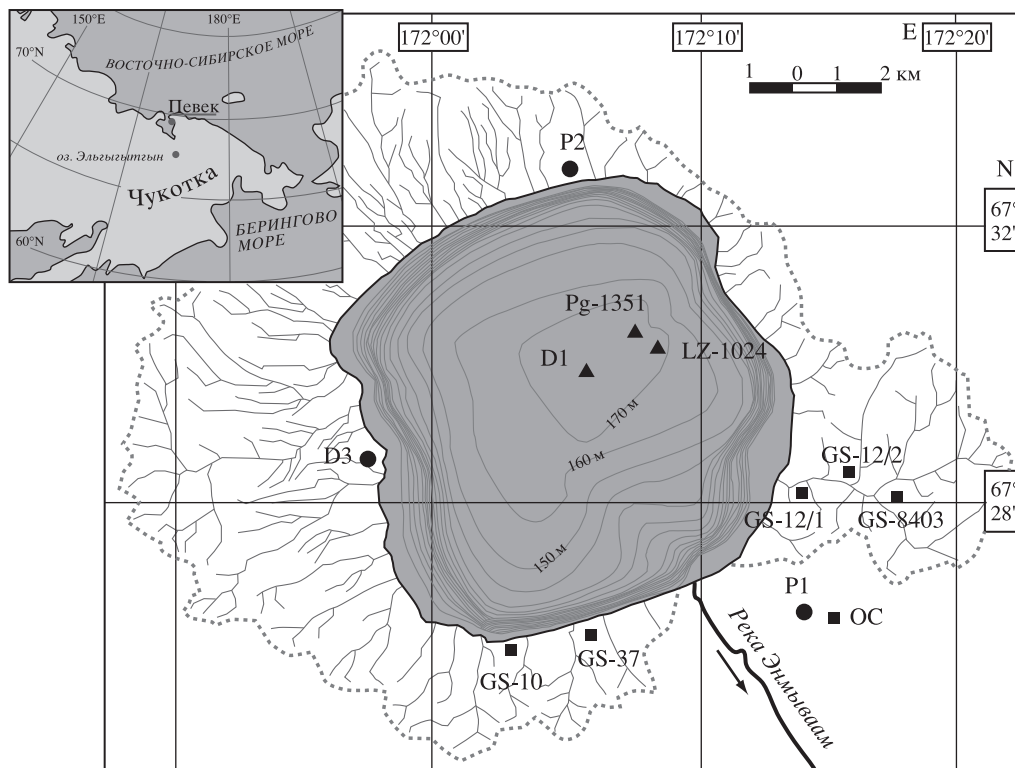 150°E
180°E
70°N
ВОСТОЧНО-СИБИРСКОЕ МОРЕ
Певек
оз. Эльгыгытгын
Чукотка
БЕРИНГОВО
МОРЕ
60°N
172°00'
172°10'
E
172°20'
1 0 1 2 км
N
67°
32'
P2
Pg-1351
LZ-1024
D1
170 м
160 м
150 м
D3
GS-12/2
GS-12/1
GS-8403
67°
28'
P1
OC
GS-37
GS-10
Река Энмываам